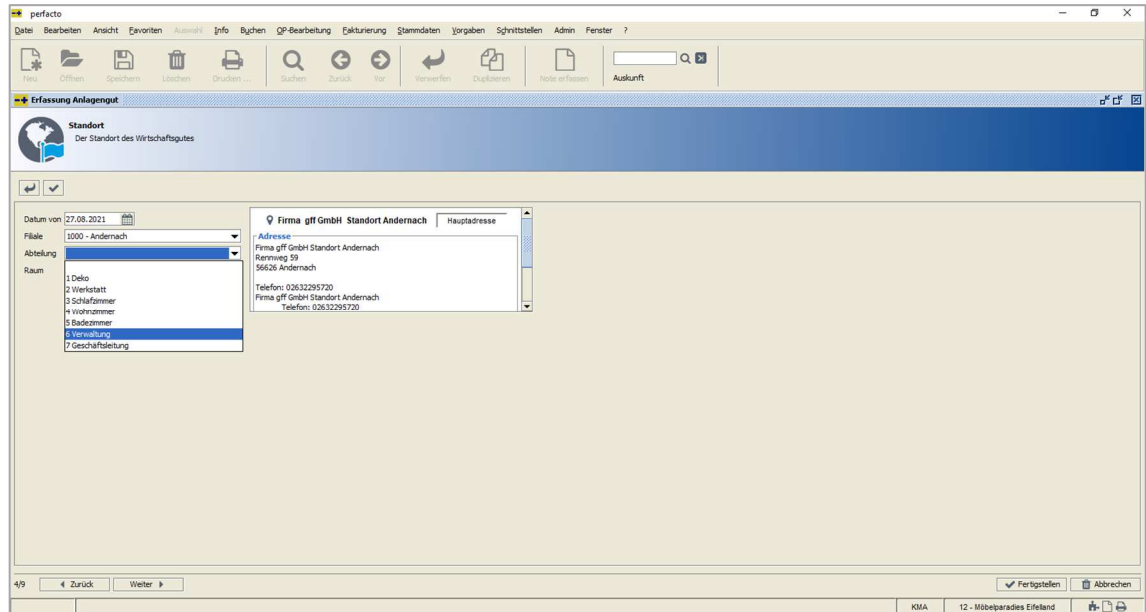 perfacto
Datei Bearbeiten Ansicht Favoriten Auswahl Info Buchen OP-Bearbeitung Fakturierung Stammdaten Vorgaben Schnittstellen Admin Fenster ?
Neu Öffnen Speichern Löschen Drucken ... Suchen Zurück Vor Verwerfen Duplizieren Note erfassen Auskunft
Erfassung Anlagengut
Standort
Der Standort des Wirtschaftsgutes
Datum von 27.08.2021
Filiale 1000 - Andernach
Abteilung
Raum
1 Deko
2 Werkstatt
3 Schlafzimmer
4 Wohnzimmer
5 Badezimmer
6 Verwaltung
7 Geschäftsleitung
Firma gff GmbH Standort Andernach Hauptadresse
Adresse
Firma gff GmbH Standort Andernach
Rennweg 59
56626 Andernach
Telefon: 02632295720
Firma gff GmbH Standort Andernach
Telefon: 02632295720
4/9 Zurück Weiter Fertigstellen Abbrechen
KMA 12 - Möbelparadies Eifelland